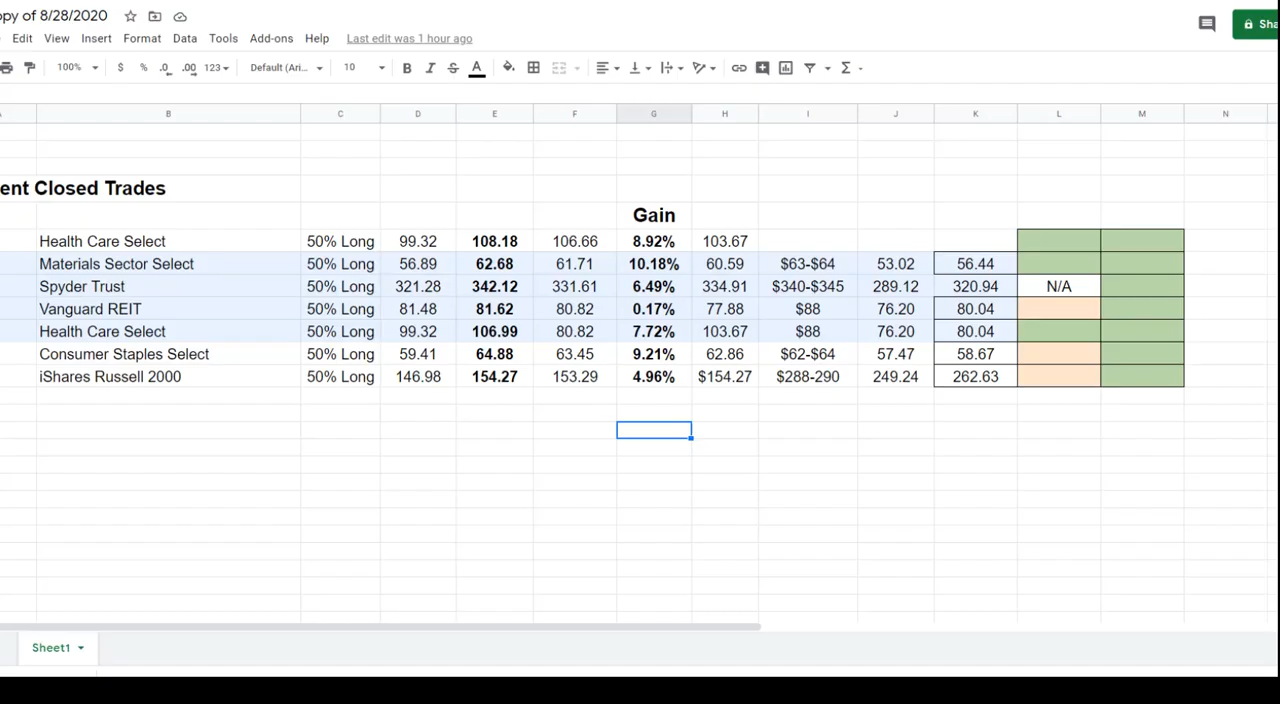 opy of 8/28/2020
Edit View Insert Format Data Tools Add-ons Help Last edit was 1 hour ago
Sha
100% $ % .0 .00 123 Default (Ari... 10 B I S A Σ
A B C D E F G H I J K L M N
ent Closed Trades
Gain
Health Care Select 50% Long 99.32 108.18 106.66 8.92% 103.67
Materials Sector Select 50% Long 56.89 62.68 61.71 10.18% 60.59 $63-$64 53.02 56.44
Spyder Trust 50% Long 321.28 342.12 331.61 6.49% 334.91 $340-$345 289.12 320.94 N/A
Vanguard REIT 50% Long 81.48 81.62 80.82 0.17% 77.88 $88 76.20 80.04
Health Care Select 50% Long 99.32 106.99 80.82 7.72% 103.67 $88 76.20 80.04
Consumer Staples Select 50% Long 59.41 64.88 63.45 9.21% 62.86 $62-$64 57.47 58.67
iShares Russell 2000 50% Long 146.98 154.27 153.29 4.96% $154.27 $288-290 249.24 262.63
Sheet1